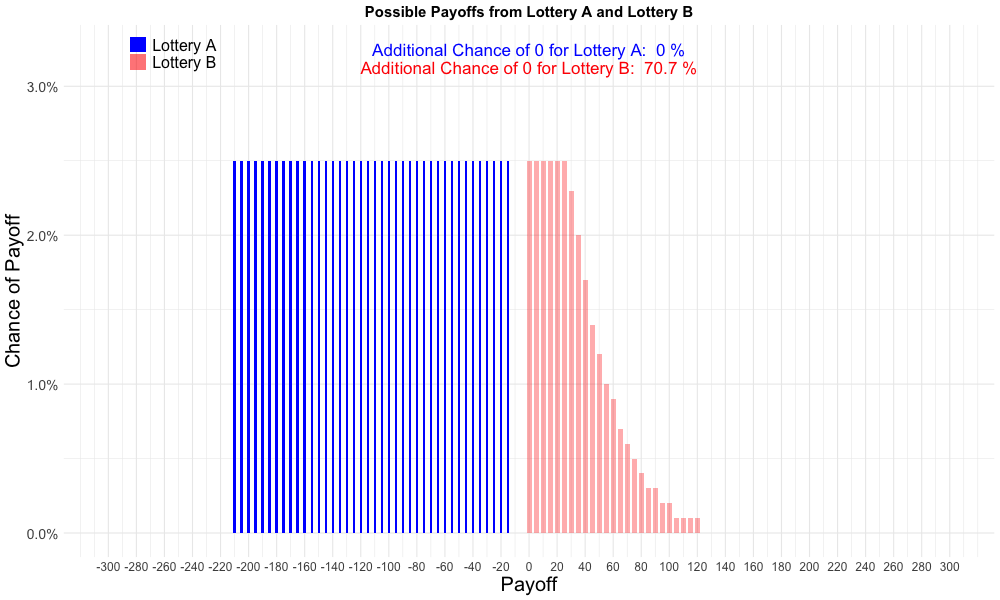 Possible Payoffs from Lottery A and Lottery B
Lottery A
Lottery B
Additional Chance of 0 for Lottery A:  0 %
Additional Chance of 0 for Lottery B:  70.7 %
Chance of Payoff
3.0%
2.0%
1.0%
0.0%
-300 -280 -260 -240 -220 -200 -180 -160 -140 -120 -100 -80 -60 -40 -20 0 20 40 60 80 100 120 140 160 180 200 220 240 260 280 300
Payoff